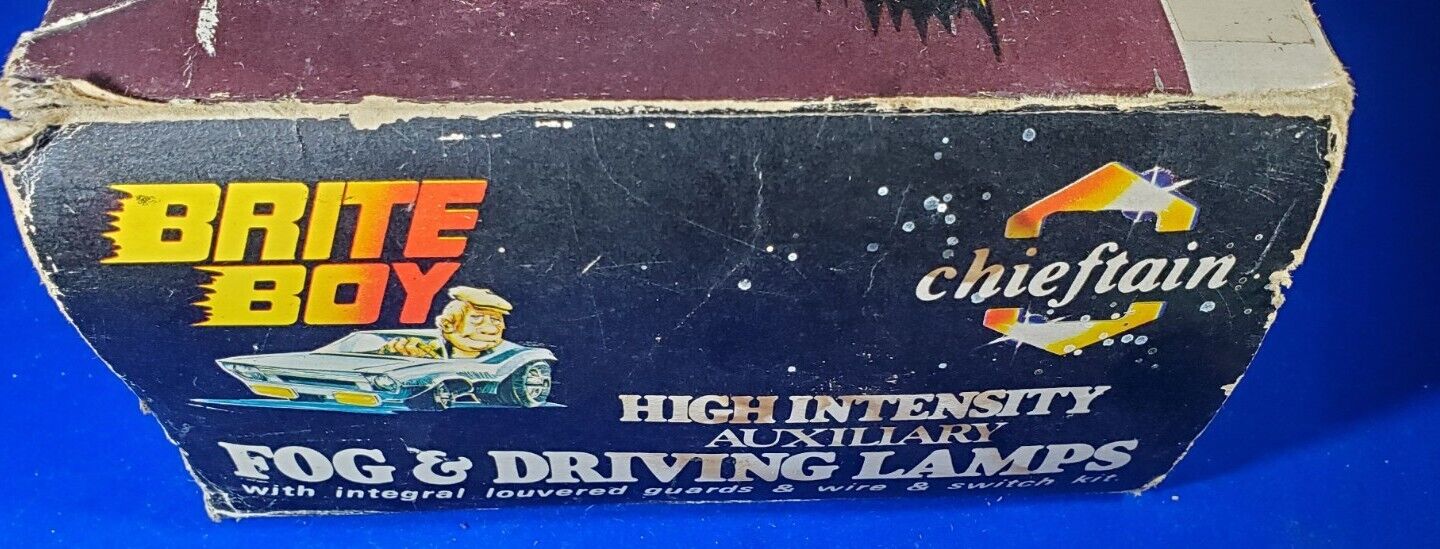 BRITE
BOY
chieftain
HIGH INTENSITY
AUXILIARY
FOG & DRIVING LAMPS
with integral louvered guards & wire & switch kit.